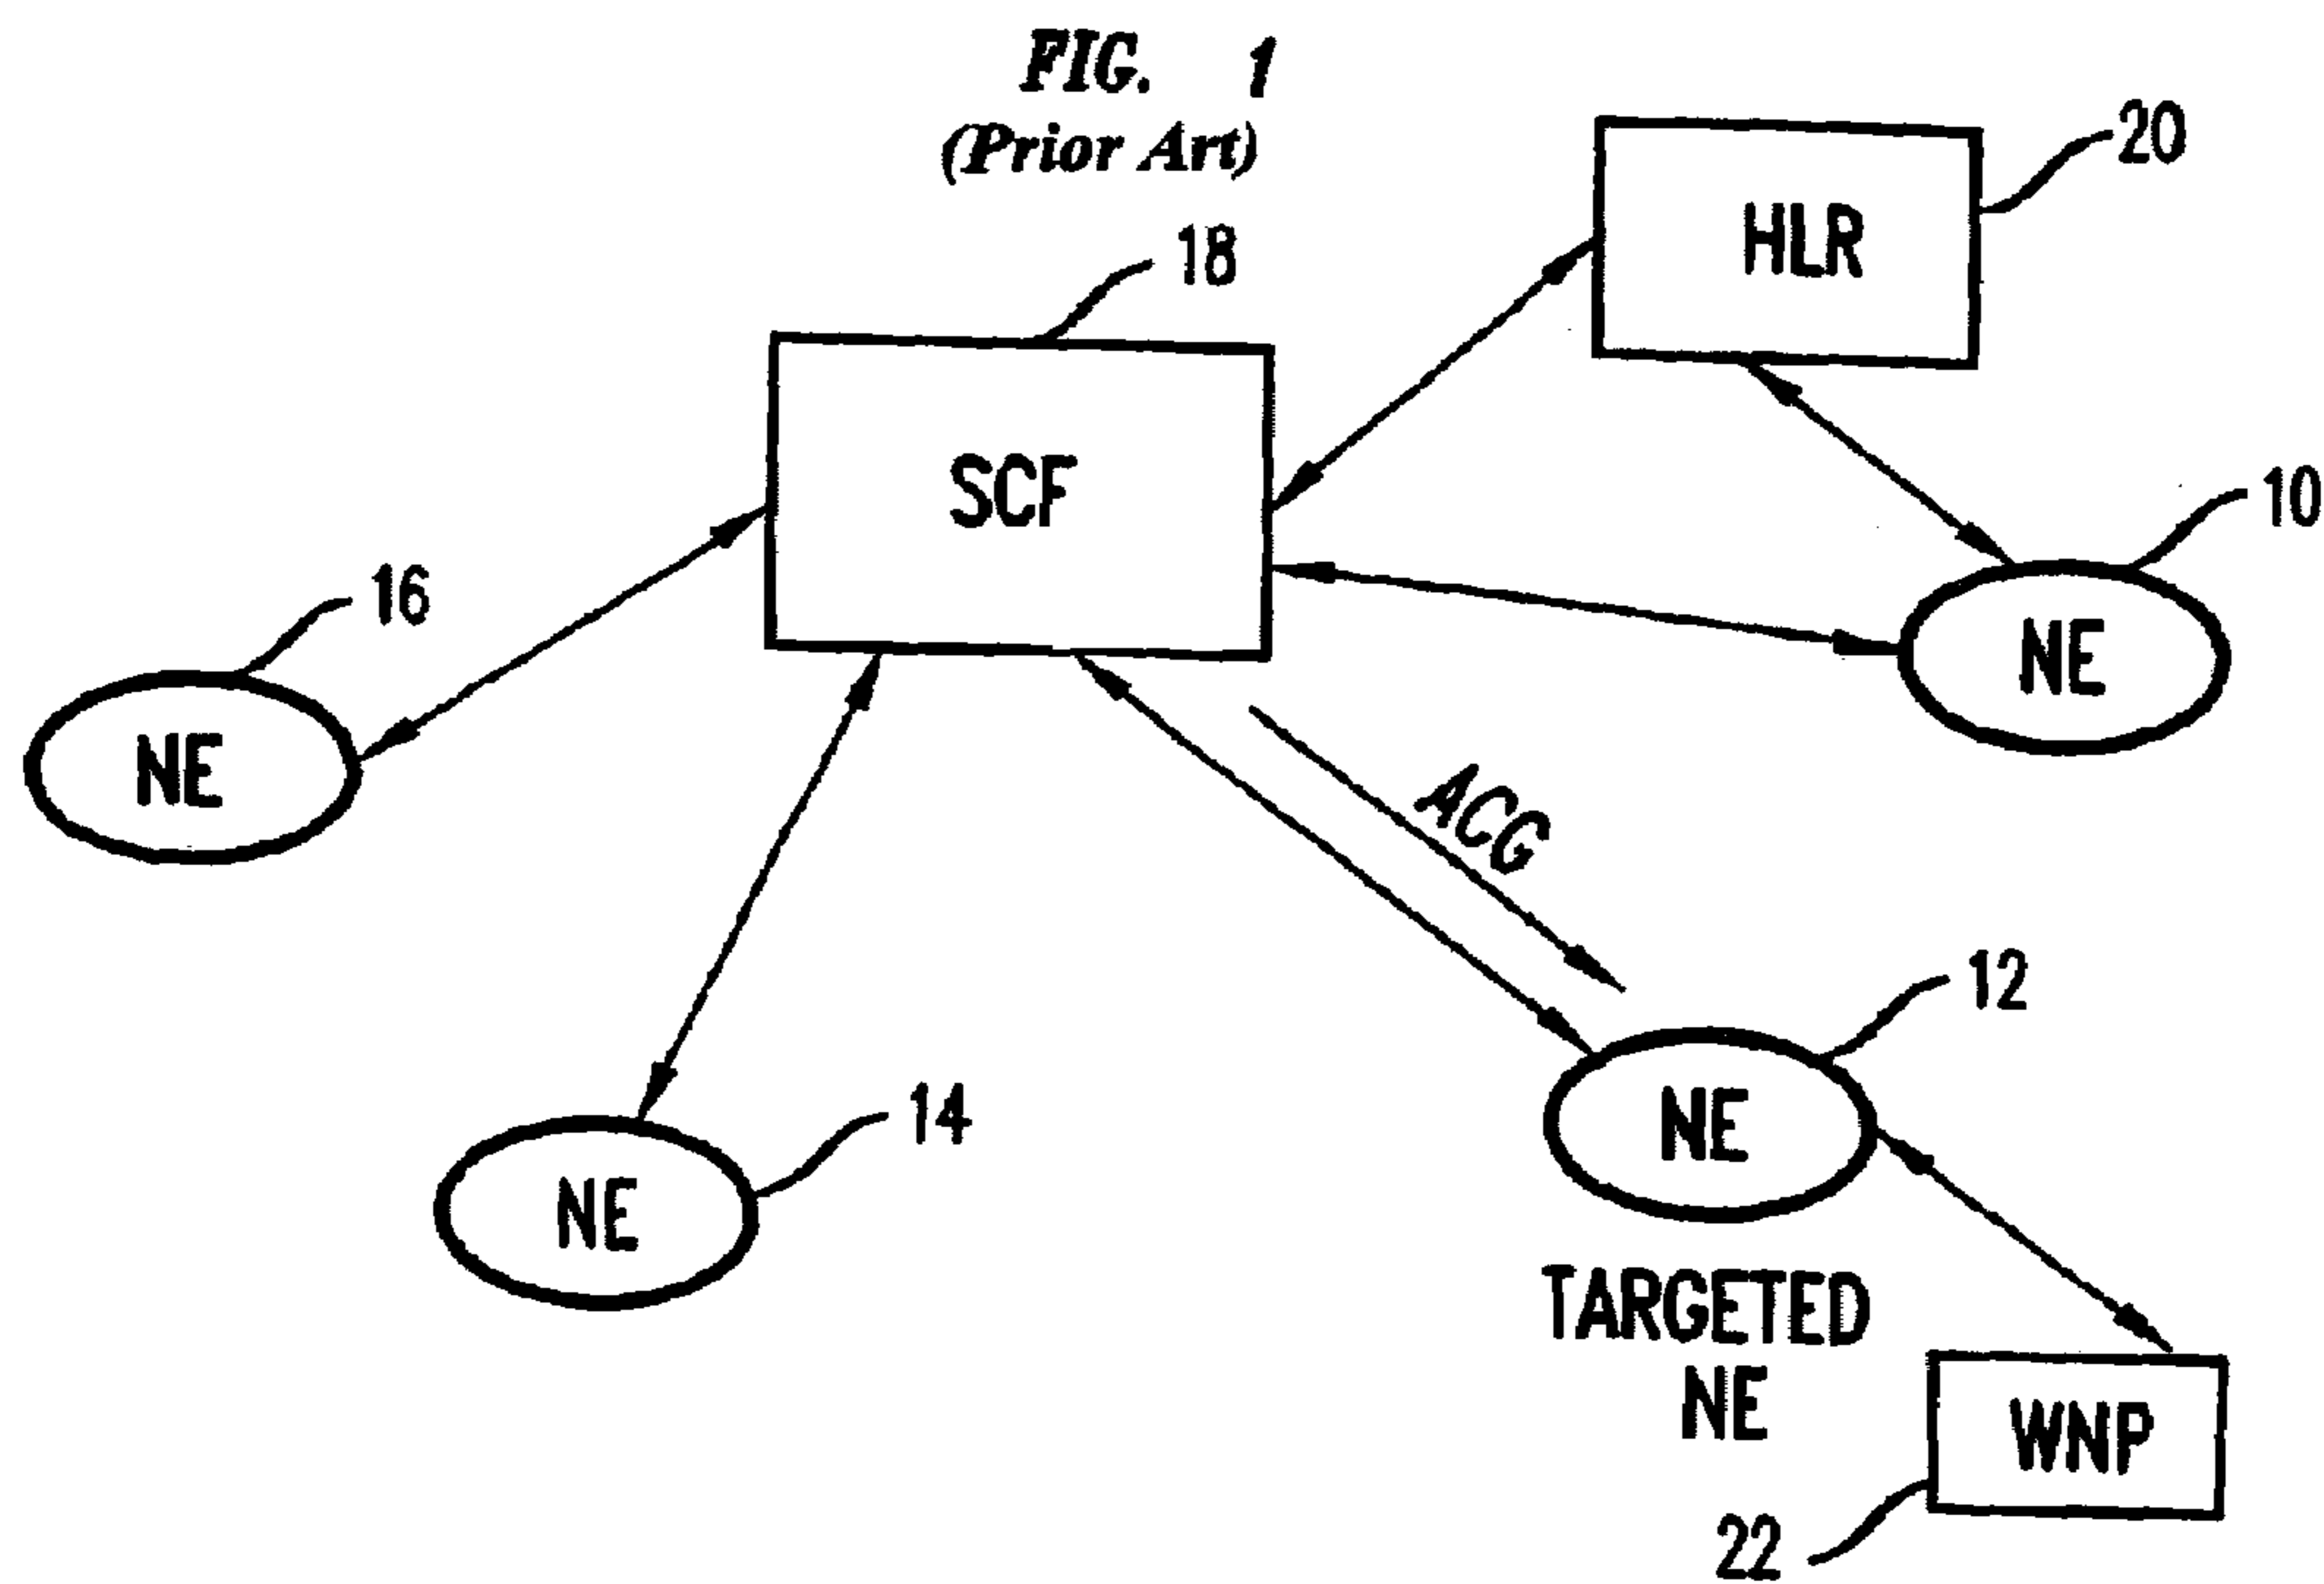 FIG. 1
(Prior Art)
20
HLR
18
SCF
10
16
NE
NE
ACG
12
14
NE
NE
TARGETED
NE
WNP
22